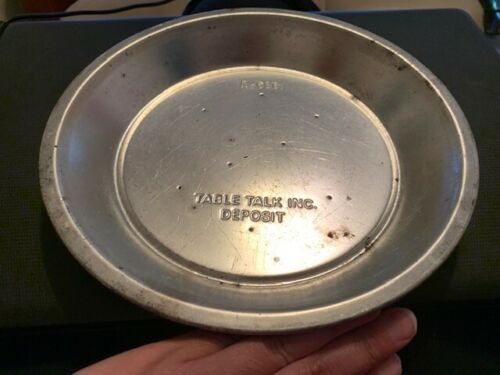 TABLE TALK INC.
DEPOSIT